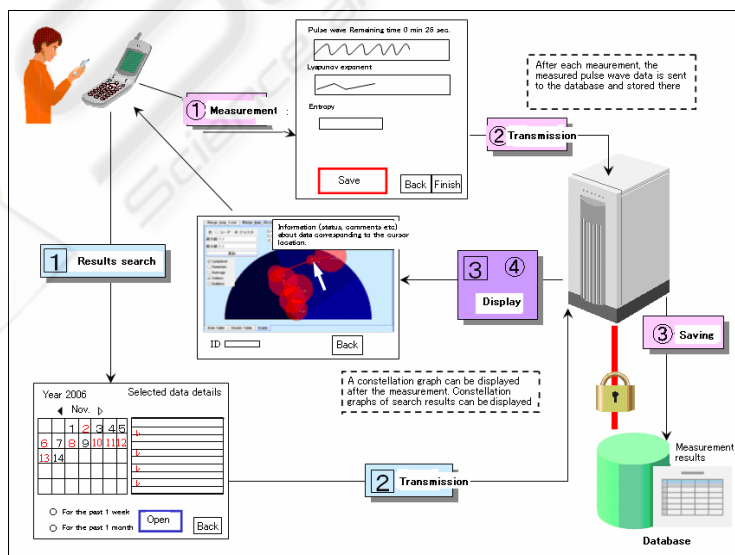 Pulse wave Remaining time 0 min 26 sec.
Lyapunov exponent
Entropy
Save
Back
Finish
① Measurement :
② Transmission
After each meaurement, the
measured pulse wave data is sent
to the database and stored there
Information (status, comments etc)
about data corresponding to the cursor
location.
ID
Back
3 ④
Display
1 Results search
③ Saving
A constellation graph can be displayed
after the measurement. Constellation
graphs of search results can be displayed
Year 2006
Selected data details
Nov.
1 2 3 4 5
6 7 8 9 10 11 12
13 14
For the past 1 week
For the past 1 month
Open
Back
2 Transmission
Measurement
results
Database